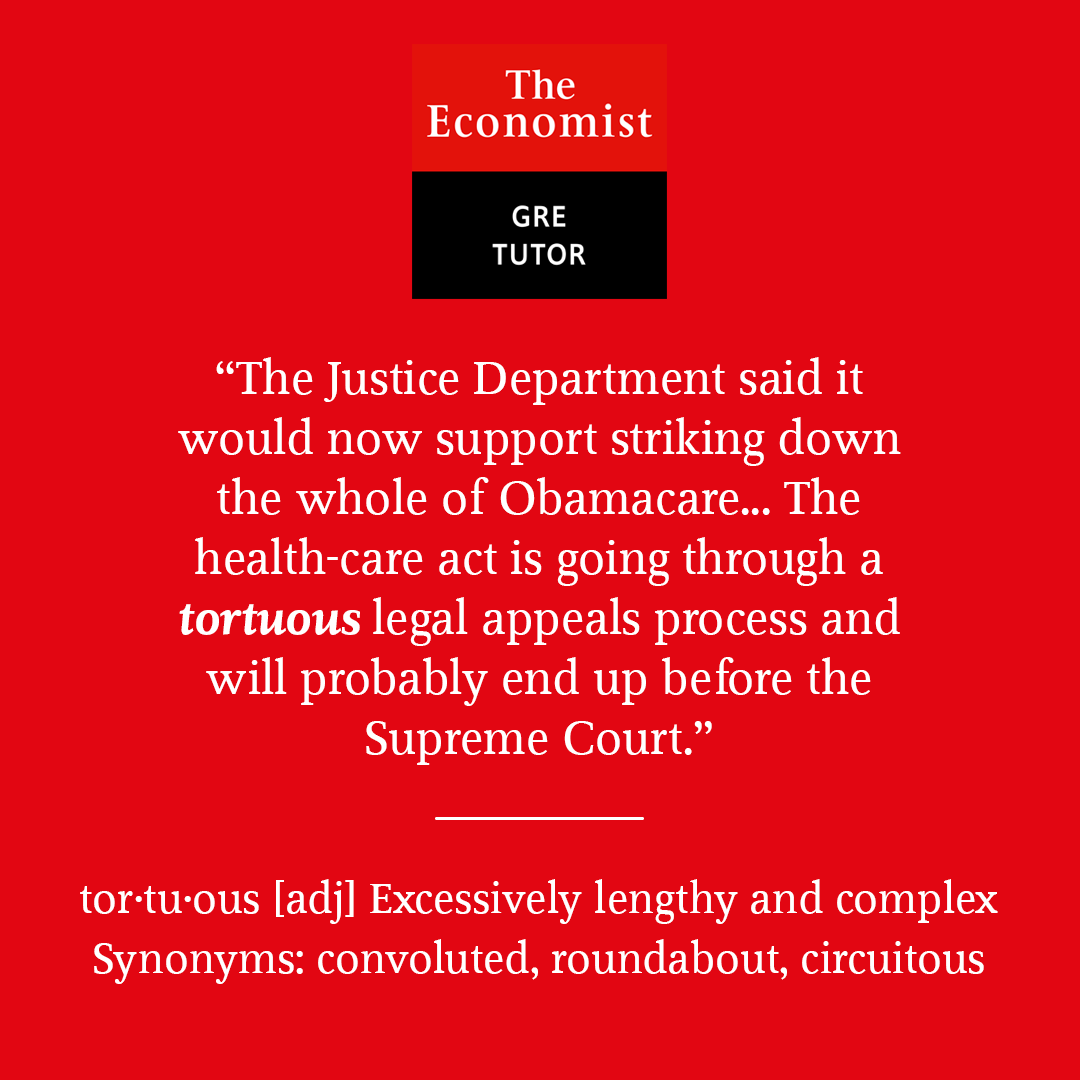 The
Economist
GRE
TUTOR
“The Justice Department said it
would now support striking down
the whole of Obamacare... The
health-care act is going through a
tortuous legal appeals process and
will probably end up before the
Supreme Court.”
tor·tu·ous [adj] Excessively lengthy and complex
Synonyms: convoluted, roundabout, circuitous